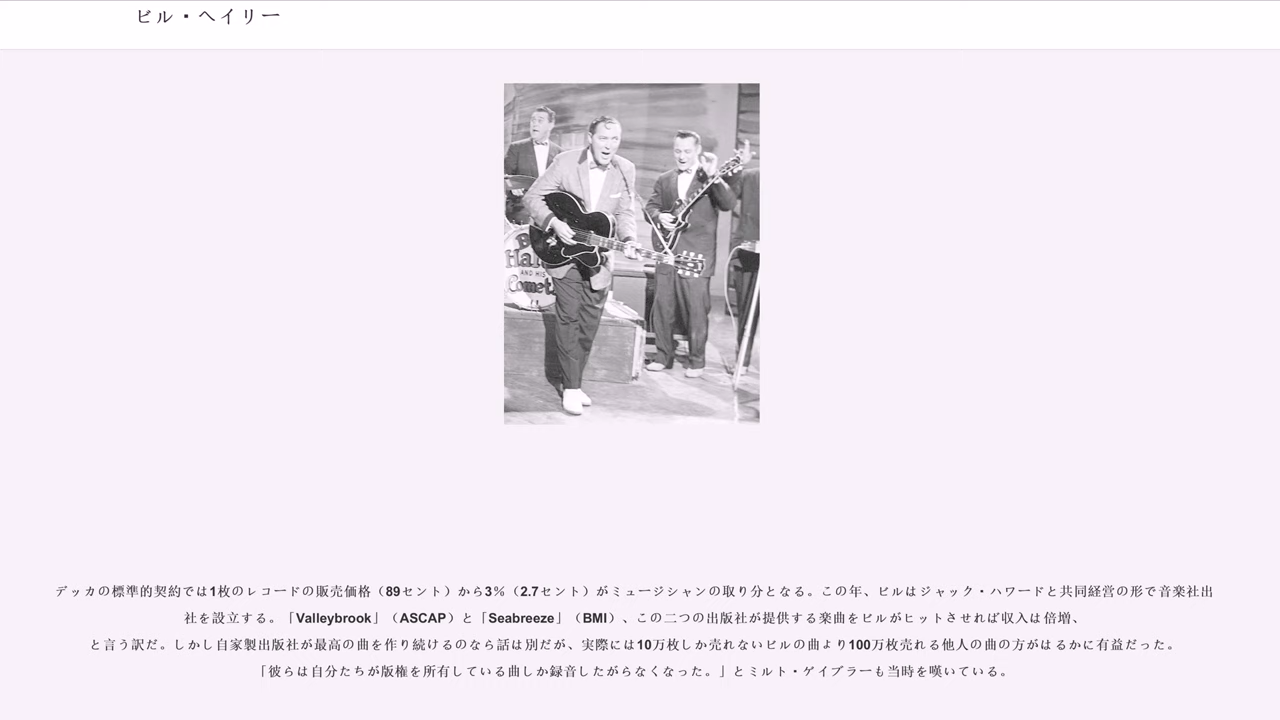 ビル・ヘイリー
Hal
AND HIS
Comet
デッカの標準的契約では1枚のレコードの販売価格（89セント）から3％（2.7セント）がミュージシャンの取り分となる。この年、ビルはジャック・ハワードと共同経営の形で音楽社出
社を設立する。「Valleybrook」（ASCAP）と「Seabreeze」（BMI）、この二つの出版社が提供する楽曲をビルがヒットさせれば収入は倍増、
と言う訳だ。しかし自家製出版社が最高の曲を作り続けるのなら話は別だが、実際には10万枚しか売れないビルの曲より100万枚売れる他人の曲の方がはるかに有益だった。
「彼らは自分たちが版権を所有している曲しか録音したがらなくなった。」とミルト・ゲイブラーも当時を嘆いている。